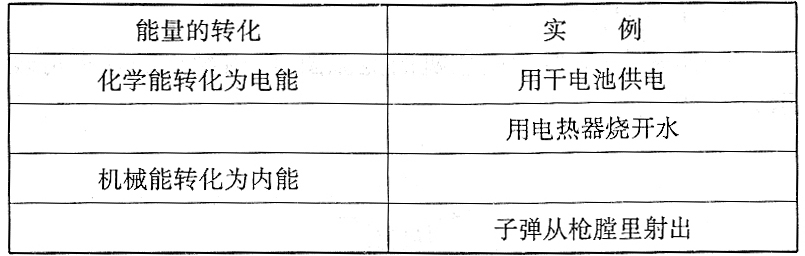 能量的转化 实 例
化学能转化为电能 用干电池供电
用电热器烧开水
机械能转化为内能
子弹从枪膛里射出